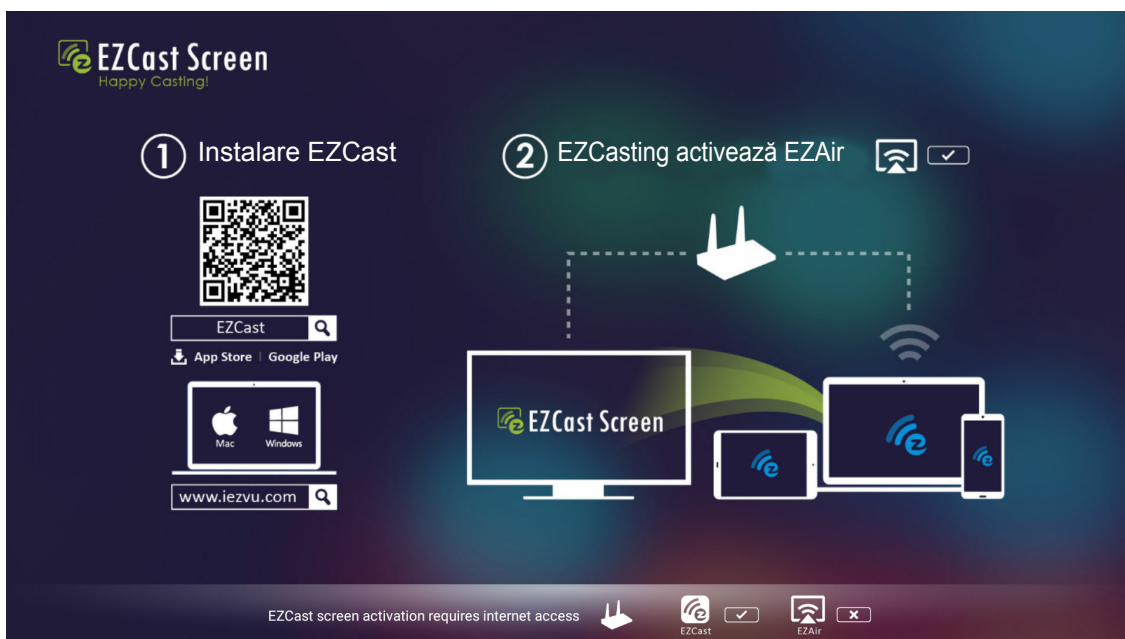 EZCast Screen
Happy Casting!
1 Instalare EZCast
EZCast
App Store | Google Play
Mac Windows
www.iezvu.com
2 EZCasting activează EZAir
EZCast Screen
EZCast screen activation requires internet access
EZCast
EZAir